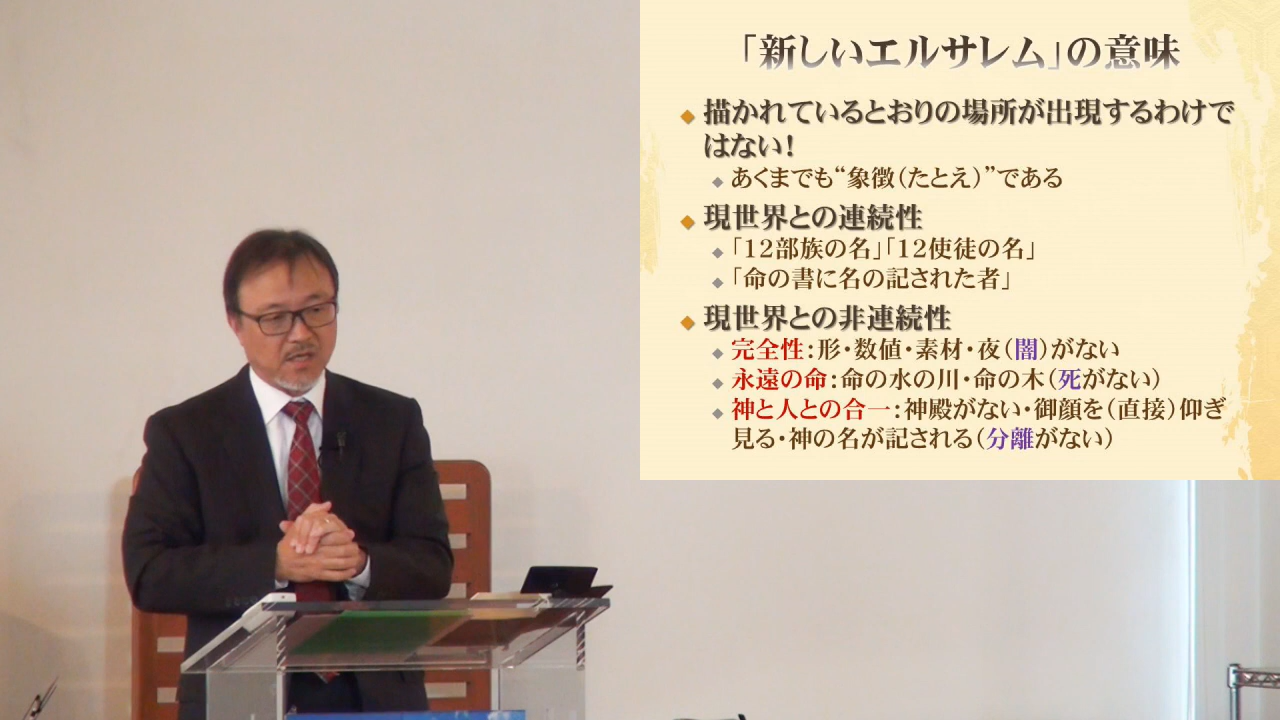 「新しいエルサレム」の意味
描かれているとおりの場所が出現するわけで
はない！
あくまでも“象徴（たとえ）”である
現世界との連続性
「12部族の名」「12使徒の名」
「命の書に名の記された者」
現世界との非連続性
完全性：形・数値・素材・夜（闇）がない
永遠の命：命の水の川・命の木（死がない）
神と人との合一：神殿がない・御顔を（直接）仰ぎ
見る・神の名が記される（分離がない）